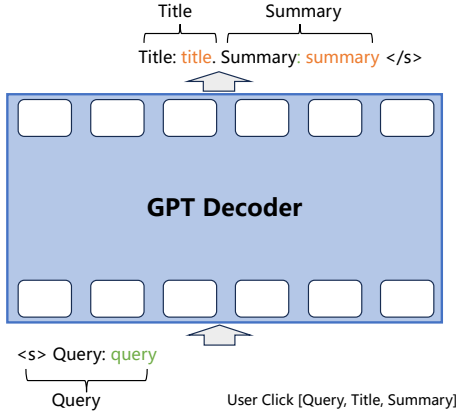 Title Summary
Title: title. Summary: summary </s>
GPT Decoder
<s> Query: query
Query
User Click [Query, Title, Summary]